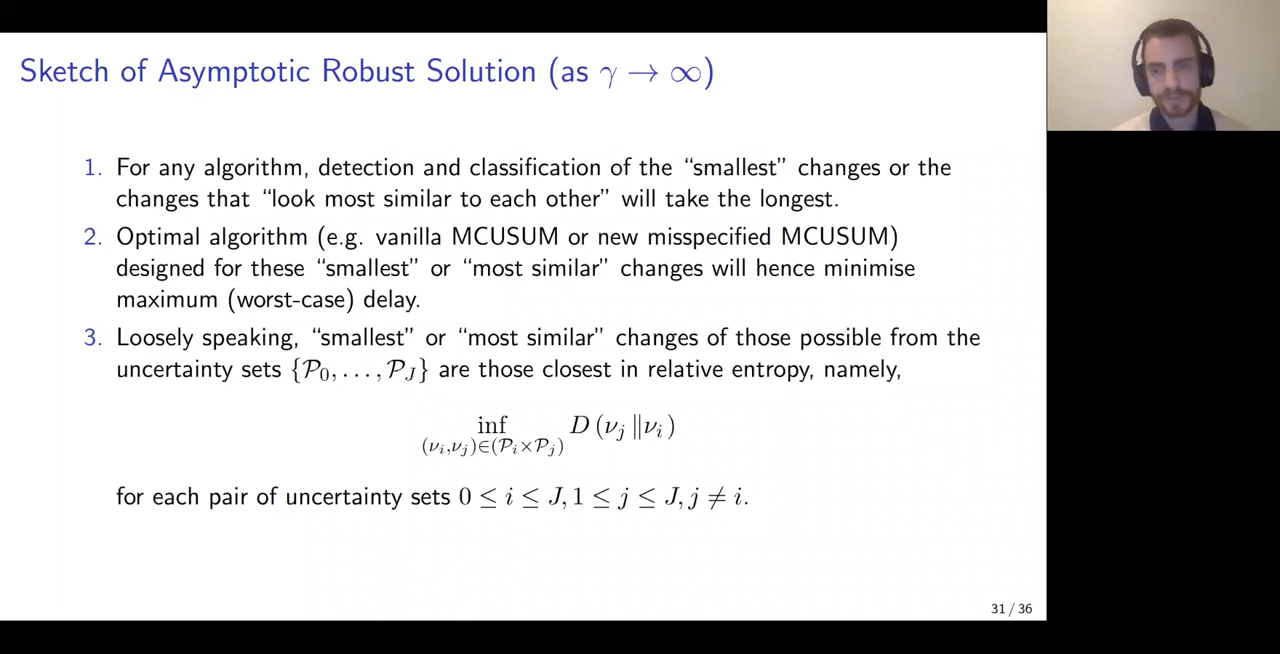 Sketch of Asymptotic Robust Solution (as γ → ∞)
1. For any algorithm, detection and classification of the “smallest” changes or the
changes that “look most similar to each other” will take the longest.
2. Optimal algorithm (e.g. vanilla MCUSUM or new misspecified MCUSUM)
designed for these “smallest” or “most similar” changes will hence minimise
maximum (worst-case) delay.
3. Loosely speaking, “smallest” or “most similar” changes of those possible from the
uncertainty sets {𝒫₀, . . . , 𝒫_J} are those closest in relative entropy, namely,
inf D (ν_j ‖ν_i)
(ν_i,ν_j)∈(𝒫_i×𝒫_j)
for each pair of uncertainty sets 0 ≤ i ≤ J, 1 ≤ j ≤ J, j ≠ i.
31 / 36